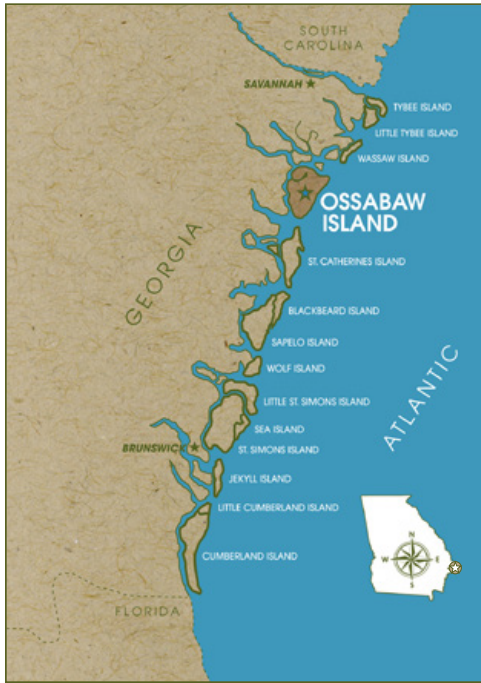 SOUTH
CAROLINA
SAVANNAH
TYBEE ISLAND
LITTLE TYBEE ISLAND
WASSAW ISLAND
OSSABAW
ISLAND
GEORGIA
ST. CATHERINES ISLAND
BLACKBEARD ISLAND
SAPELO ISLAND
WOLF ISLAND
ATLANTIC
LITTLE ST. SIMONS ISLAND
SEA ISLAND
BRUNSWICK
ST. SIMONS ISLAND
JEKYLL ISLAND
LITTLE CUMBERLAND ISLAND
N
W E
S
CUMBERLAND ISLAND
FLORIDA